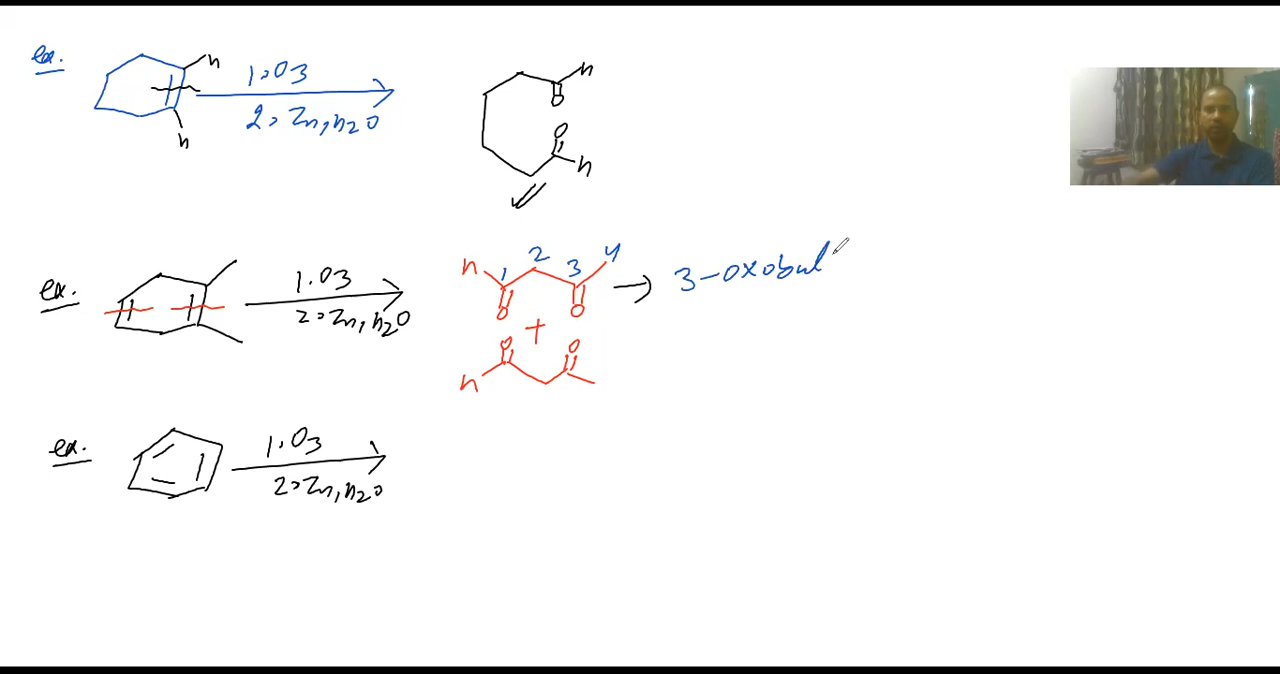 ex.
H
1. O3
2. Zn, H2O
H
H
O
O
H
ex.
1. O3
2. Zn, H2O
H 1 2 3 4
O O
→ 3-oxobut
+
O O
H
ex.
1. O3
2. Zn, H2O